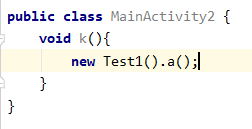 public class MainActivity2 {
    void k(){
        new Test1().a();
    }
}